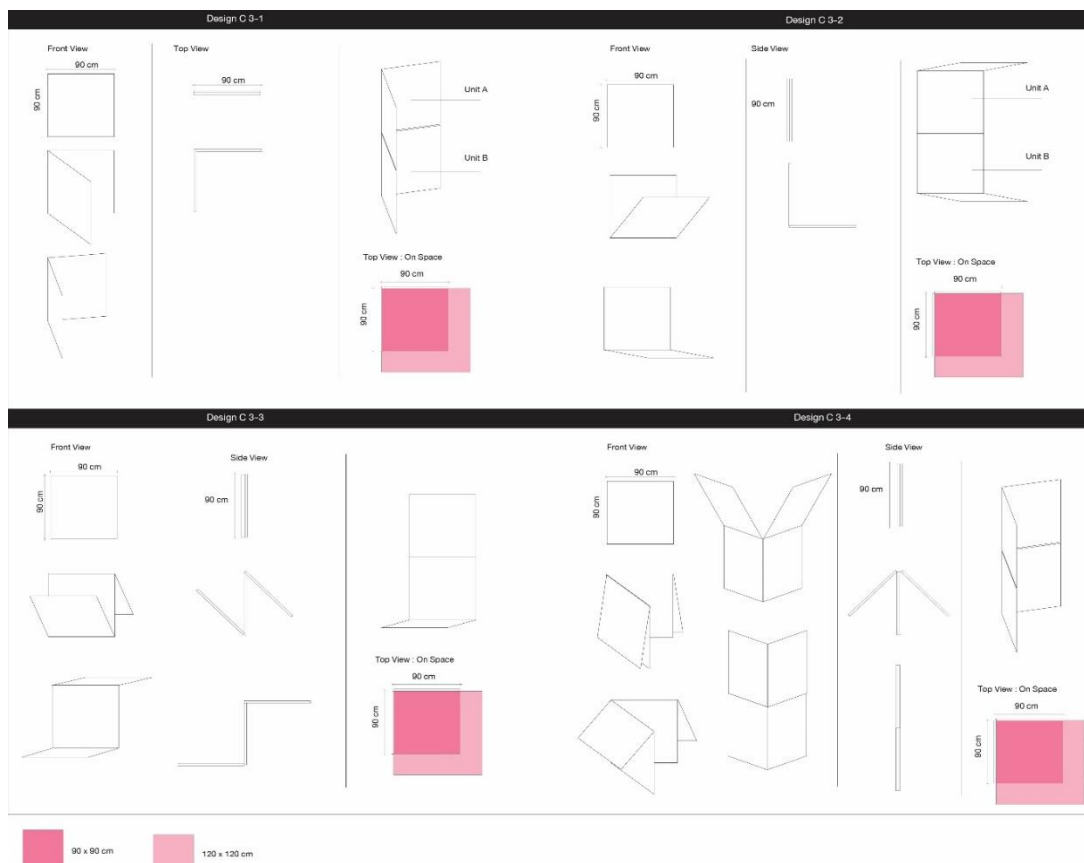 Design C 3-1
Front View
Top View
90 cm
90 cm
90 cm
Unit A
Unit B
Top View : On Space
90 cm
90 cm
Design C 3-2
Front View
Side View
90 cm
90 cm
90 cm
Unit A
Unit B
Top View : On Space
90 cm
90 cm
Design C 3-3
Front View
Side View
90 cm
90 cm
90 cm
Top View : On Space
90 cm
90 cm
Design C 3-4
Front View
Side View
90 cm
90 cm
90 cm
Top View : On Space
90 cm
90 cm
90 x 90 cm
120 x 120 cm